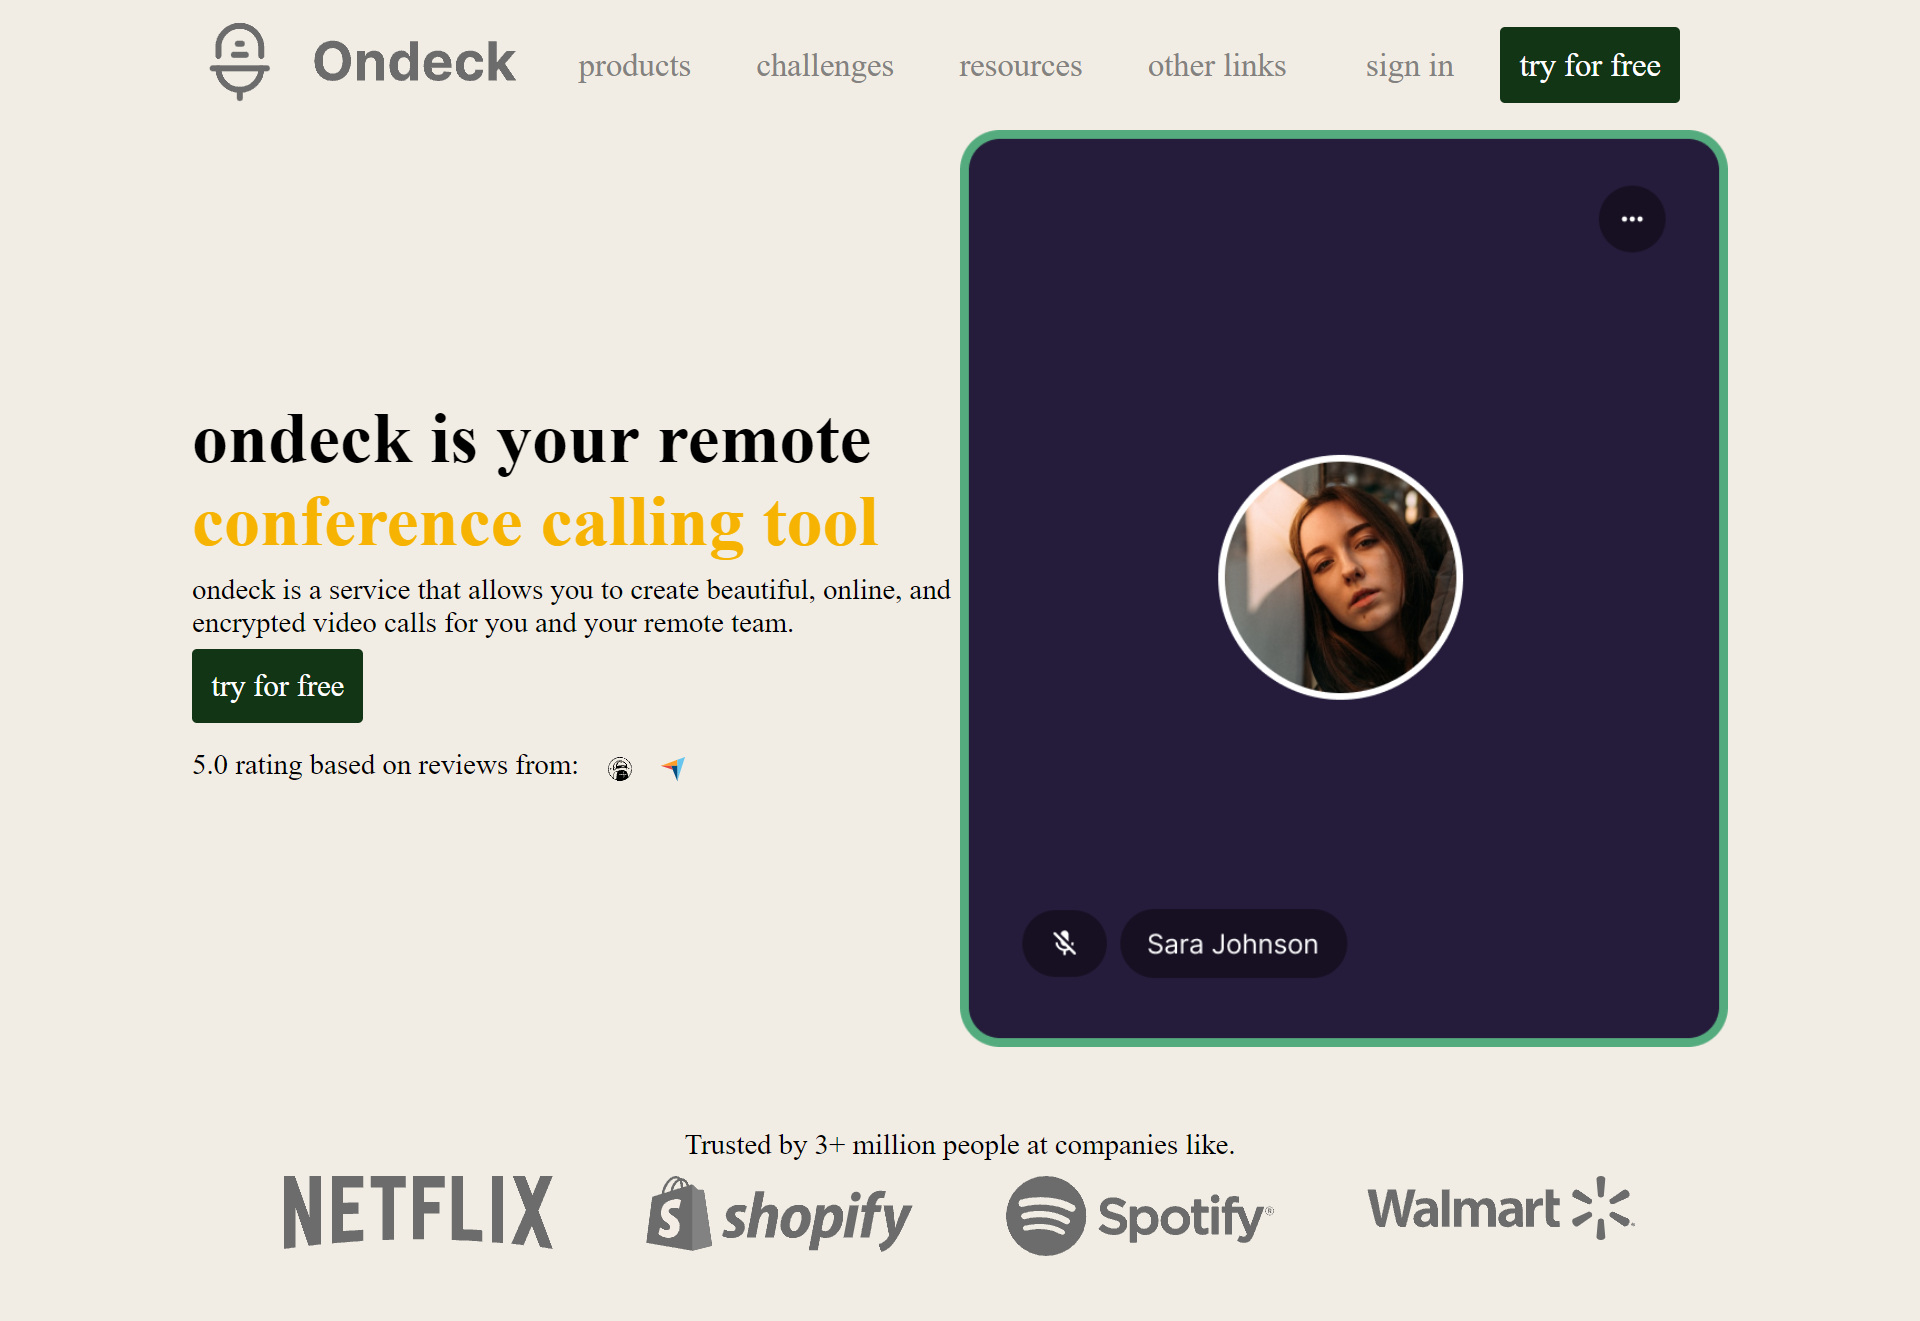 Ondeck
products
challenges
resources
other links
sign in
try for free
ondeck is your remote
conference calling tool
ondeck is a service that allows you to create beautiful, online, and
encrypted video calls for you and your remote team.
try for free
5.0 rating based on reviews from:
Sara Johnson
Trusted by 3+ million people at companies like.
NETFLIX
shopify
Spotify®
Walmart